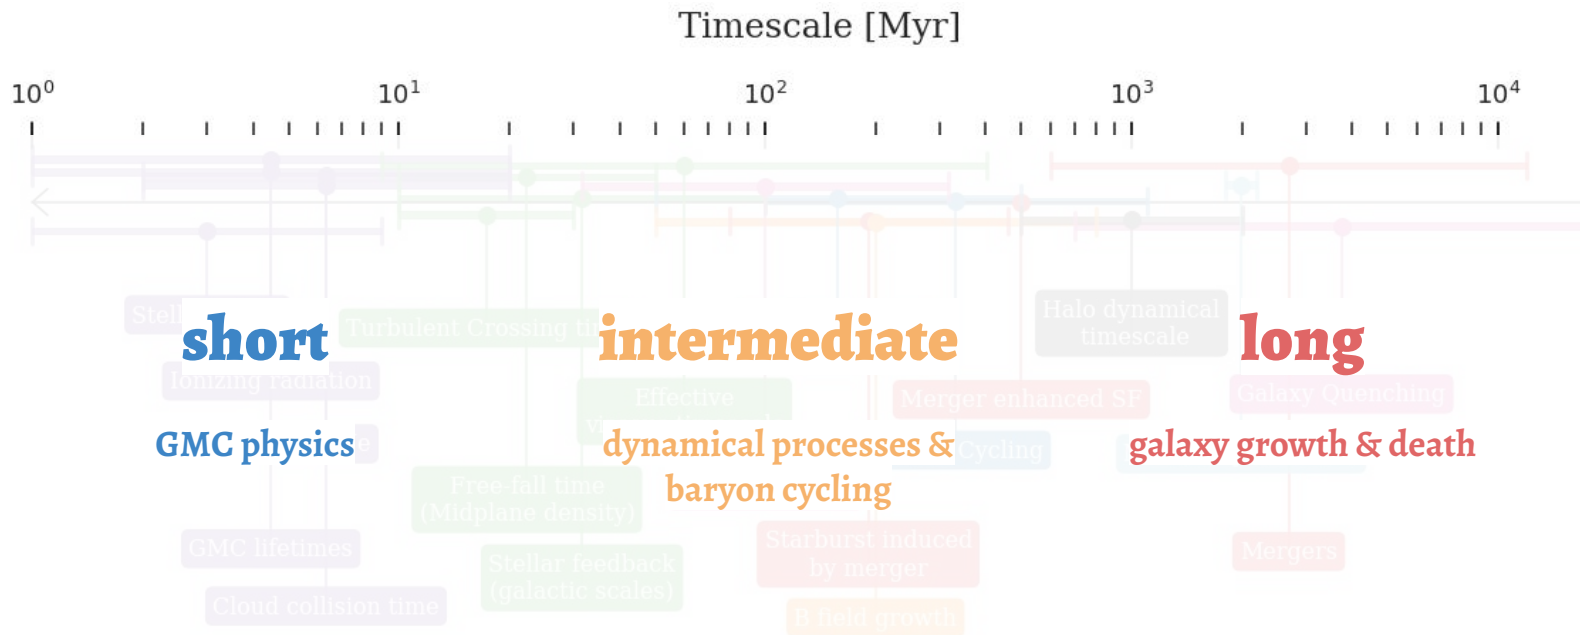 Timescale [Myr]
10⁰ 10¹ 10² 10³ 10⁴
short
intermediate
long
GMC physics
dynamical processes &
baryon cycling
galaxy growth & death
Turbulent Crossing
Ionizing radiation
Effective
Halo dynamical
timescale
Merger enhanced SF
Galaxy Quenching
Cycling
Free-fall time
(Midplane density)
GMC lifetimes
Stellar feedback
(galactic scales)
Starburst induced
by merger
Mergers
Cloud collision time
B field growth